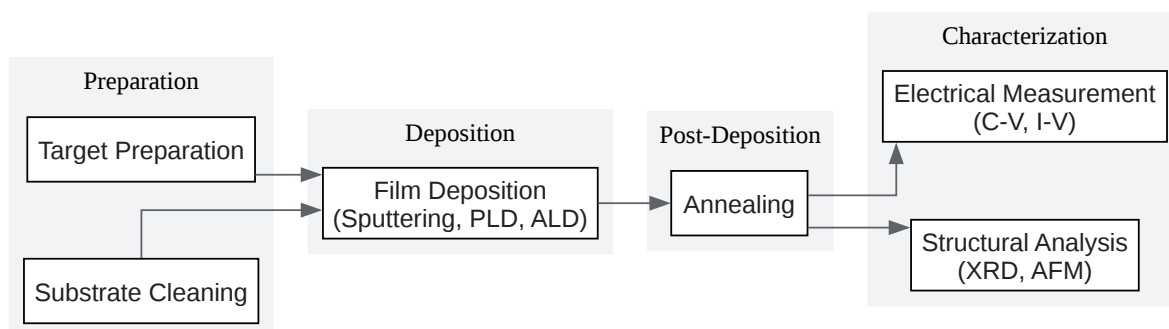 Preparation
Target Preparation
Substrate Cleaning
Deposition
Film Deposition
(Sputtering, PLD, ALD)
Post-Deposition
Annealing
Characterization
Electrical Measurement
(C-V, I-V)
Structural Analysis
(XRD, AFM)